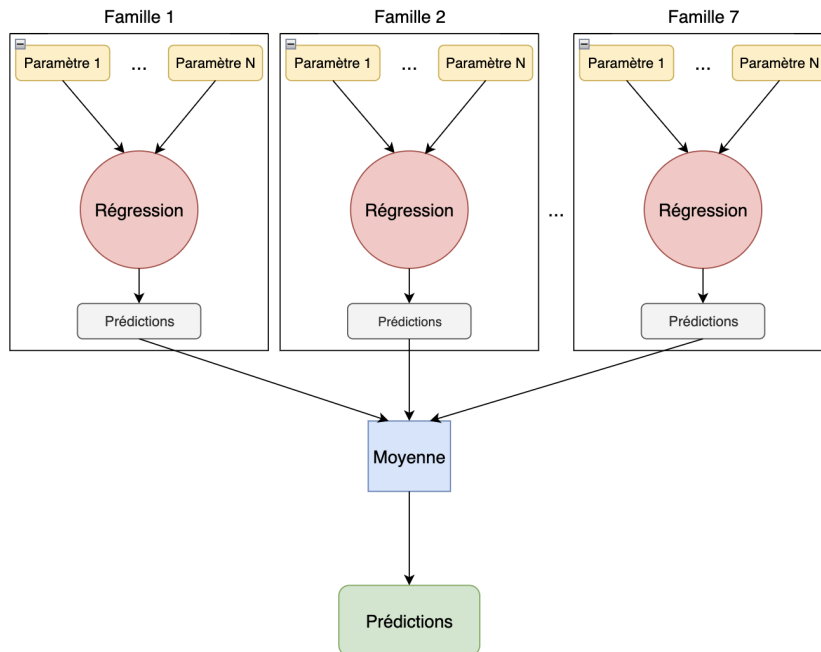 Famille 1
Famille 2
Famille 7
Paramètre 1
...
Paramètre N
Paramètre 1
...
Paramètre N
Paramètre 1
...
Paramètre N
Régression
Régression
...
Régression
Prédictions
Prédictions
Prédictions
Moyenne
Prédictions